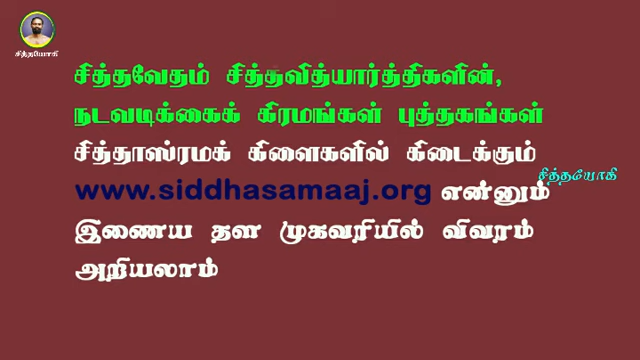 சித்தயோகி
சித்தவேதம் சித்தவித்யார்த்திகளின்,
நடவடிக்கைக் கிரமங்கள் புத்தகங்கள்
சித்தாஸ்ரமக் கிளைகளில் கிடைக்கும்
சித்தயோகி
www.siddhasamaaj.org என்னும்
இணைய தள முகவரியில் விவரம்
அறியலாம்